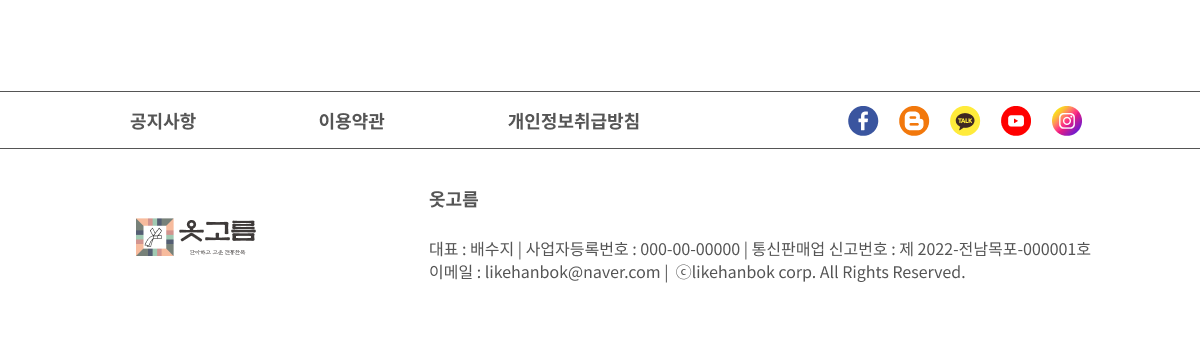 공지사항 이용약관 개인정보취급방침
TALK
옷고름
옷고름
대표 : 배수지 | 사업자등록번호 : 000-00-00000 | 통신판매업 신고번호 : 제 2022-전남목포-000001호
이메일 : likehanbok@naver.com | ⓒlikehanbok corp. All Rights Reserved.